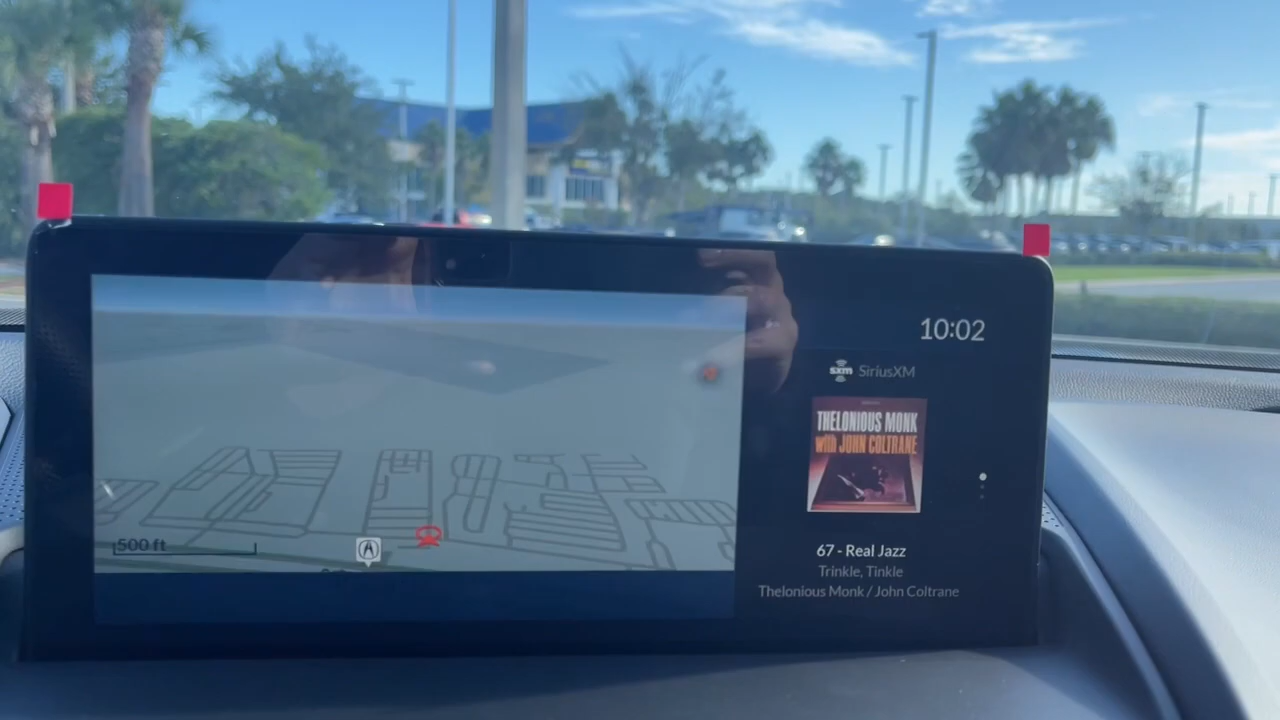 10:02
sxm SiriusXM
THELONIOUS MONK
with JOHN COLTRANE
500 ft
67 - Real Jazz
Trinkle, Tinkle
Thelonious Monk / John Coltrane